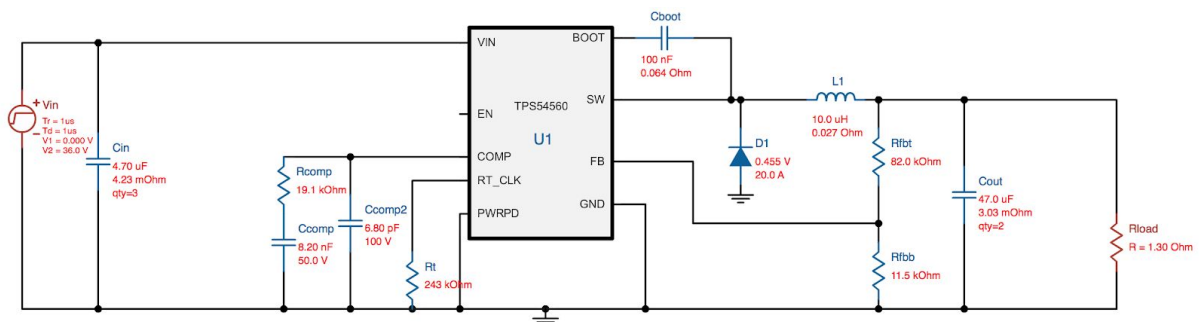 Vin
Tr = 1us
Td = 1us
V1 = 0.000 V
V2 = 36.0 V
Cin
4.70 uF
4.23 mOhm
qty=3
Rcomp
19.1 kOhm
Ccomp
8.20 nF
50.0 V
Ccomp2
6.80 pF
100 V
Rt
243 kOhm
VIN
BOOT
EN
TPS54560
SW
U1
COMP
FB
RT_CLK
PWRPD
GND
Cboot
100 nF
0.064 Ohm
D1
0.455 V
20.0 A
L1
10.0 uH
0.027 Ohm
Rfbt
82.0 kOhm
Rfbb
11.5 kOhm
Cout
47.0 uF
3.03 mOhm
qty=2
Rload
R = 1.30 Ohm